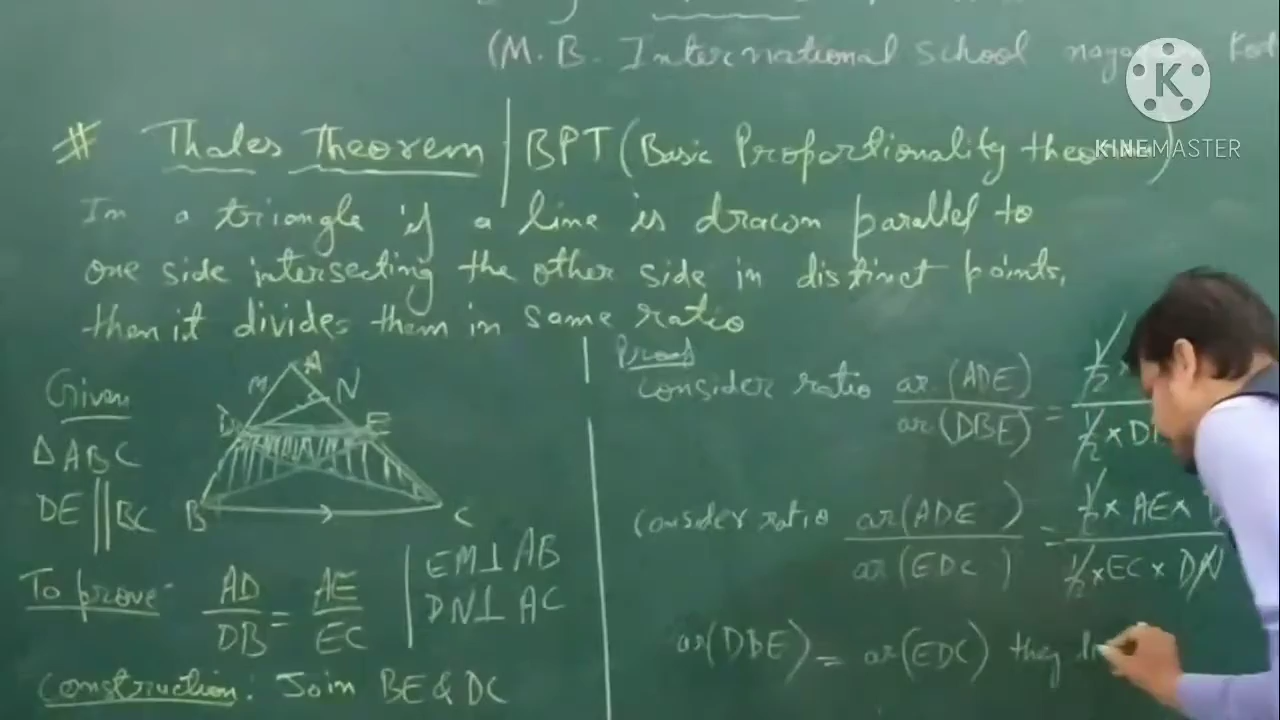 (M. B. International School
K
KINEMASTER
# Thales Theorem | BPT (Basic Proportionality theo
In a triangle if a line is drawn parallel to
one side intersecting the other side in distinct points,
then it divides them in same ratio
Given
Δ ABC
DE || BC
A
M N
D E
B C
To prove: AD/DB = AE/EC
EM⊥ AB
DN⊥ AC
Construction: Join BE & DC
Proof
Consider ratio ar (ADE) / ar (DBE) = 1/2 × / 1/2 × D
Consider ratio ar(ADE) / ar (EDC) = 1/2 × AE × / 1/2 × EC × DN
ar(DBE) = ar(EDC) they